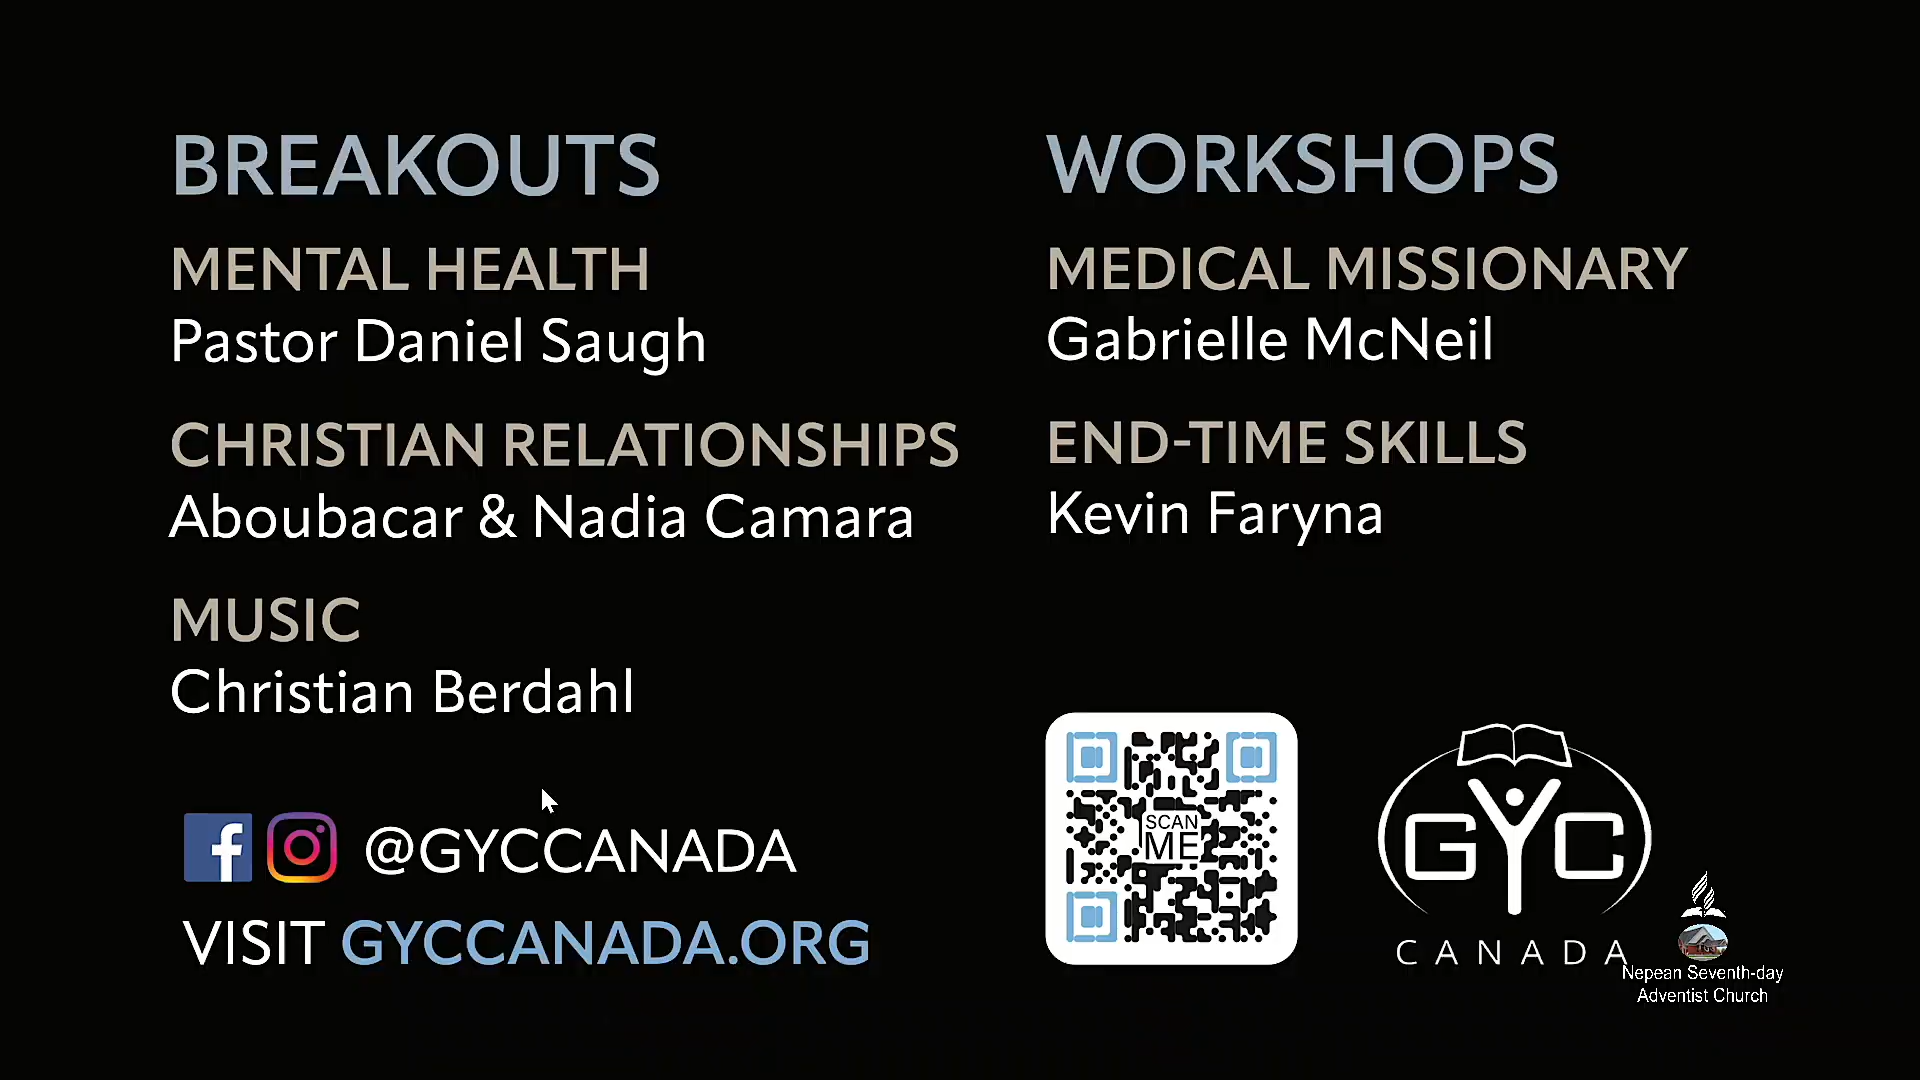 BREAKOUTS
MENTAL HEALTH
Pastor Daniel Saugh
CHRISTIAN RELATIONSHIPS
Aboubacar & Nadia Camara
MUSIC
Christian Berdahl
@GYCCANADA
VISIT GYCCANADA.ORG
WORKSHOPS
MEDICAL MISSIONARY
Gabrielle McNeil
END-TIME SKILLS
Kevin Faryna
SCAN
ME
GYC
CANADA
Nepean Seventh-day
Adventist Church